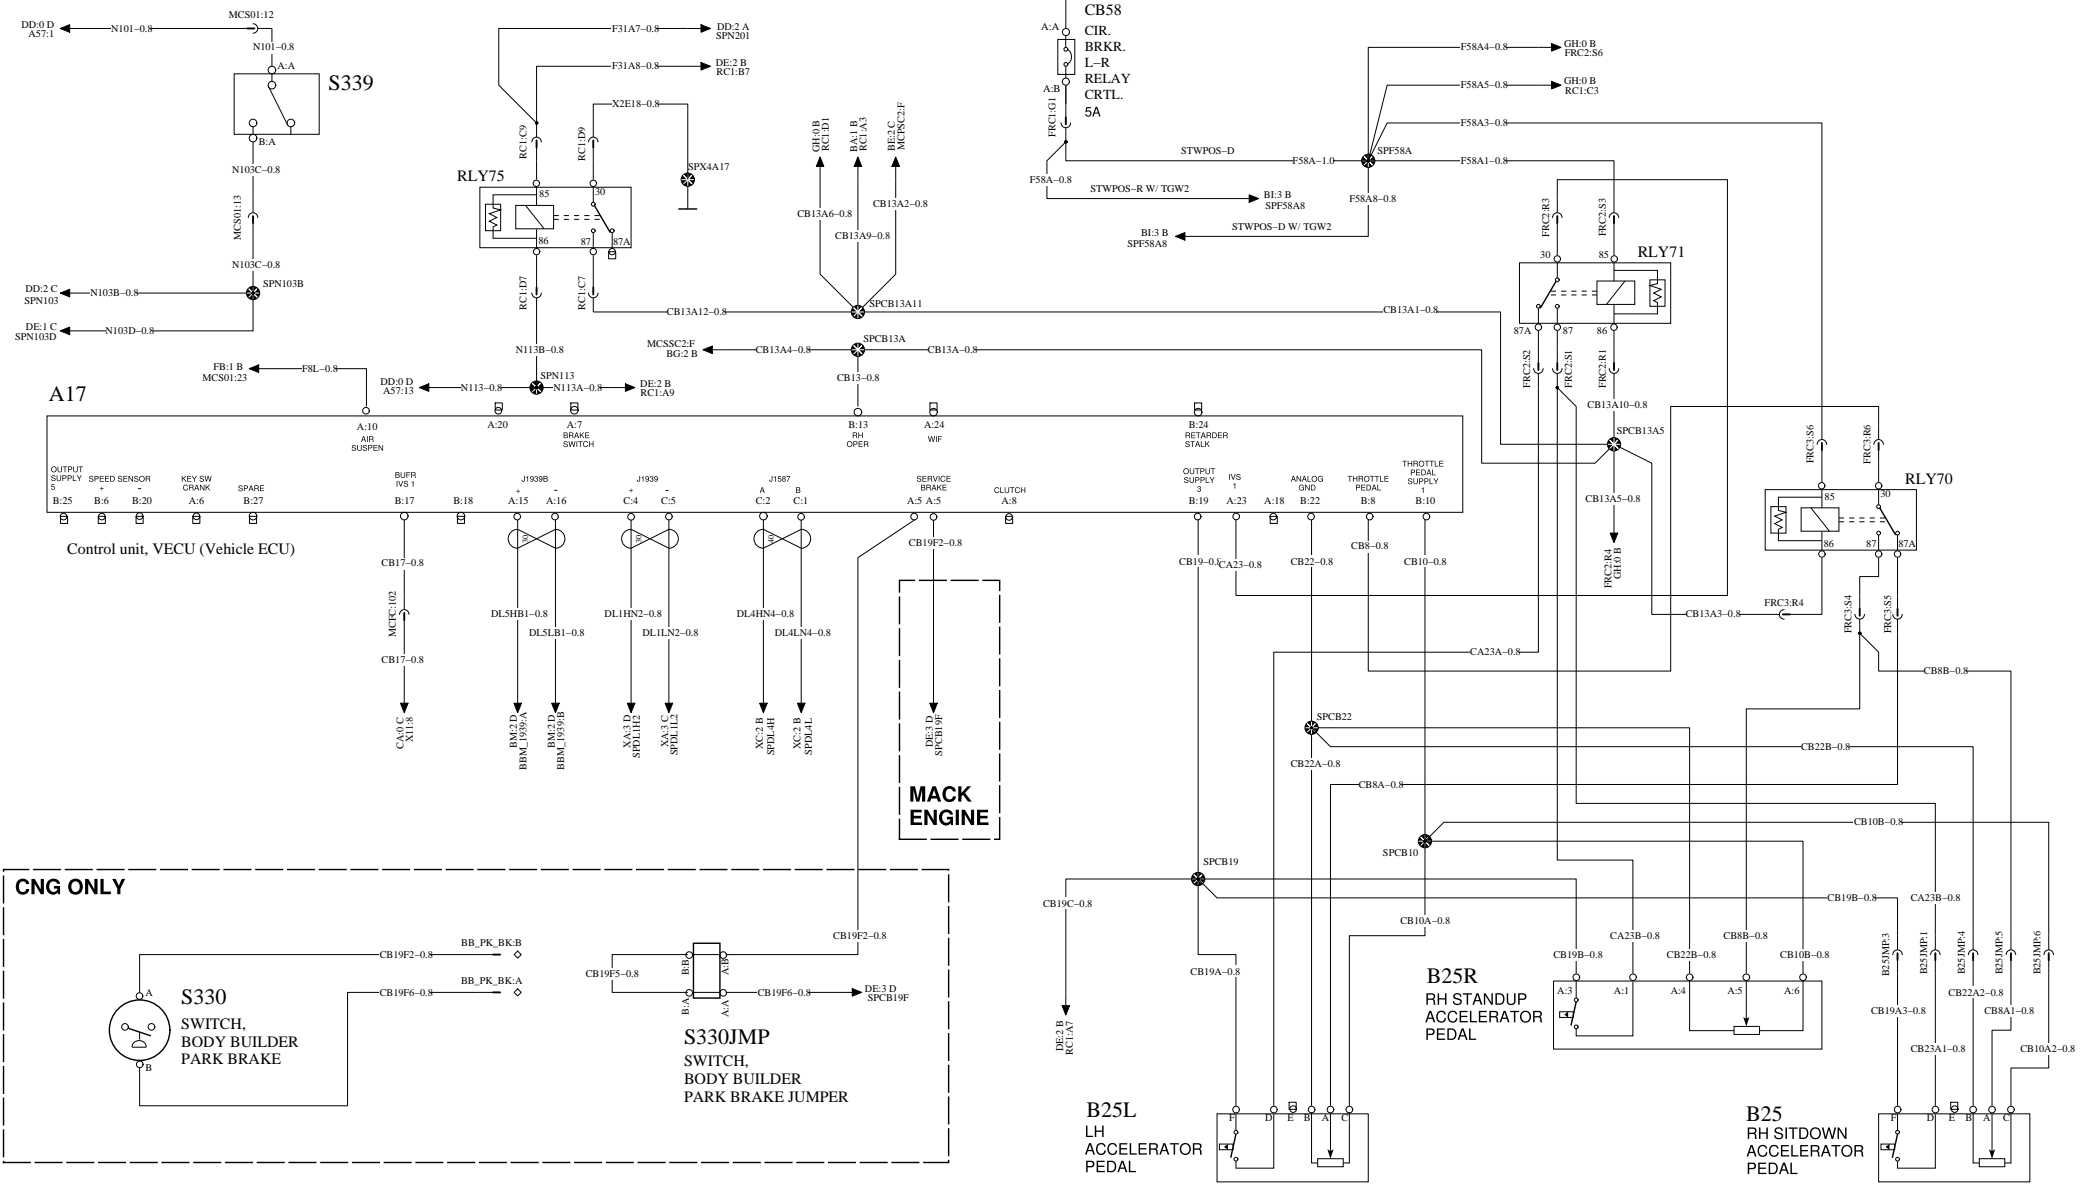 MCS01:12
DD:0 D
A57:1
N101–0.8
N101–0.8
A:A
S339
B:A
N103C–0.8
MCS01:13
N103C–0.8
SPN103B
DD:2 C
SPN103
N103B–0.8
DE:1 C
SPN103D
N103D–0.8
F31A7–0.8
DD:2 A
SPN201
F31A8–0.8
DE:2 B
RC1:B7
X2E18–0.8
RC1:C9
RC1:D9
SPX4A17
RLY75
85
30
86
87
87A
RC1:D7
RC1:C7
GH:0 B
RC1:D1
BA:1 B
RC1:A3
BE:2 C
MCPSC2:F
CB13A6–0.8
CB13A9–0.8
CB13A2–0.8
SPCB13A11
CB13A12–0.8
CB13A1–0.8
MCSSC2:F
BG:2 B
CB13A4–0.8
SPCB13A
CB13A–0.8
CB13–0.8
N113B–0.8
SPN113
DD:0 D
A57:13
N113–0.8
N113A–0.8
DE:2 B
RC1:A9
FB:1 B
MCS01:23
F8L–0.8
CB58
CIR.
BRKR.
L–R
RELAY
CRTL.
5A
A:A
A:B
FRC1:G1
STWPOS–D
F58A–1.0
SPF58A
F58A–0.8
STWPOS–R W/ TGW2
BI:3 B
SPF58A8
BI:3 B
SPF58A8
STWPOS–D W/ TGW2
F58A8–0.8
F58A4–0.8
GH:0 B
FRC2:S6
F58A5–0.8
GH:0 B
RC1:C3
F58A3–0.8
F58A1–0.8
FRC2:R3
FRC2:S3
RLY71
30
85
87A
87
86
FRC2:S2
FRC2:S1
FRC2:R1
CB13A10–0.8
SPCB13A5
CB13A5–0.8
FRC2:R4
GH:0 B
FRC3:S6
FRC3:R6
RLY70
85
30
86
87
87A
FRC3:R4
CB13A3–0.8
FRC3:S4
FRC3:S5
CB8B–0.8
A17
A:10
AIR
SUSPEN
A:20
A:7
BRAKE
SWITCH
B:13
RH
OPER
A:24
WIF
B:24
RETARDER
STALK
OUTPUT
SUPPLY
5
B:25
SPEED SENSOR
+
–
B:6
B:20
KEY SW
CRANK
A:6
SPARE
B:27
BUFR
IVS 1
B:17
B:18
J1939B
+
–
A:15
A:16
J1939
+
–
C:4
C:5
J1587
A
B
C:2
C:1
SERVICE
BRAKE
A:5
A:5
CLUTCH
A:8
OUTPUT
SUPPLY
3
B:19
IVS
1
A:23
A:18
ANALOG
GND
B:22
THROTTLE
PEDAL
B:8
THROTTLE
PEDAL
SUPPLY
1
B:10
Control unit, VECU (Vehicle ECU)
30
30
40
CB17–0.8
MCFC:102
CB17–0.8
CA:0 C
X11:8
DL5HB1–0.8
DL5LB1–0.8
BM:2 D
BBM_1939:A
BM:2 D
BBM_1939:B
DL1HN2–0.8
DL1LN2–0.8
XA:3 D
SPDL1H2
XA:3 C
SPDL1L2
DL4HN4–0.8
DL4LN4–0.8
XC:2 B
SPDL4H
XC:2 B
SPDL4L
CB19F2–0.8
DE:3 D
SPCB19F
MACK
ENGINE
CB19–0.8
CA23–0.8
CB22–0.8
CB8–0.8
CB10–0.8
CA23A–0.8
SPCB22
CB22A–0.8
CB22B–0.8
CB8A–0.8
SPCB10
CB10B–0.8
SPCB19
CB19C–0.8
CB10A–0.8
CB19A–0.8
DE:2 B
RC1:A7
CB19B–0.8
CA23B–0.8
B25JMP:3
B25JMP:1
B25JMP:4
B25JMP:5
B25JMP:6
CB19B–0.8
CA23B–0.8
CB22B–0.8
CB8B–0.8
CB10B–0.8
B25R
RH STANDUP
ACCELERATOR
PEDAL
A:3
A:1
A:4
A:5
A:6
CB22A2–0.8
CB19A3–0.8
CB8A1–0.8
CB23A1–0.8
CB10A2–0.8
B25L
LH
ACCELERATOR
PEDAL
F
D
E
B
A
C
B25
RH SITDOWN
ACCELERATOR
PEDAL
F
D
E
B
A
C
CNG ONLY
CB19F2–0.8
BB_PK_BK:B
CB19F6–0.8
BB_PK_BK:A
A
B
S330
SWITCH,
BODY BUILDER
PARK BRAKE
CB19F5–0.8
B:B
A:B
B:A
A:A
CB19F2–0.8
CB19F6–0.8
DE:3 D
SPCB19F
S330JMP
SWITCH,
BODY BUILDER
PARK BRAKE JUMPER